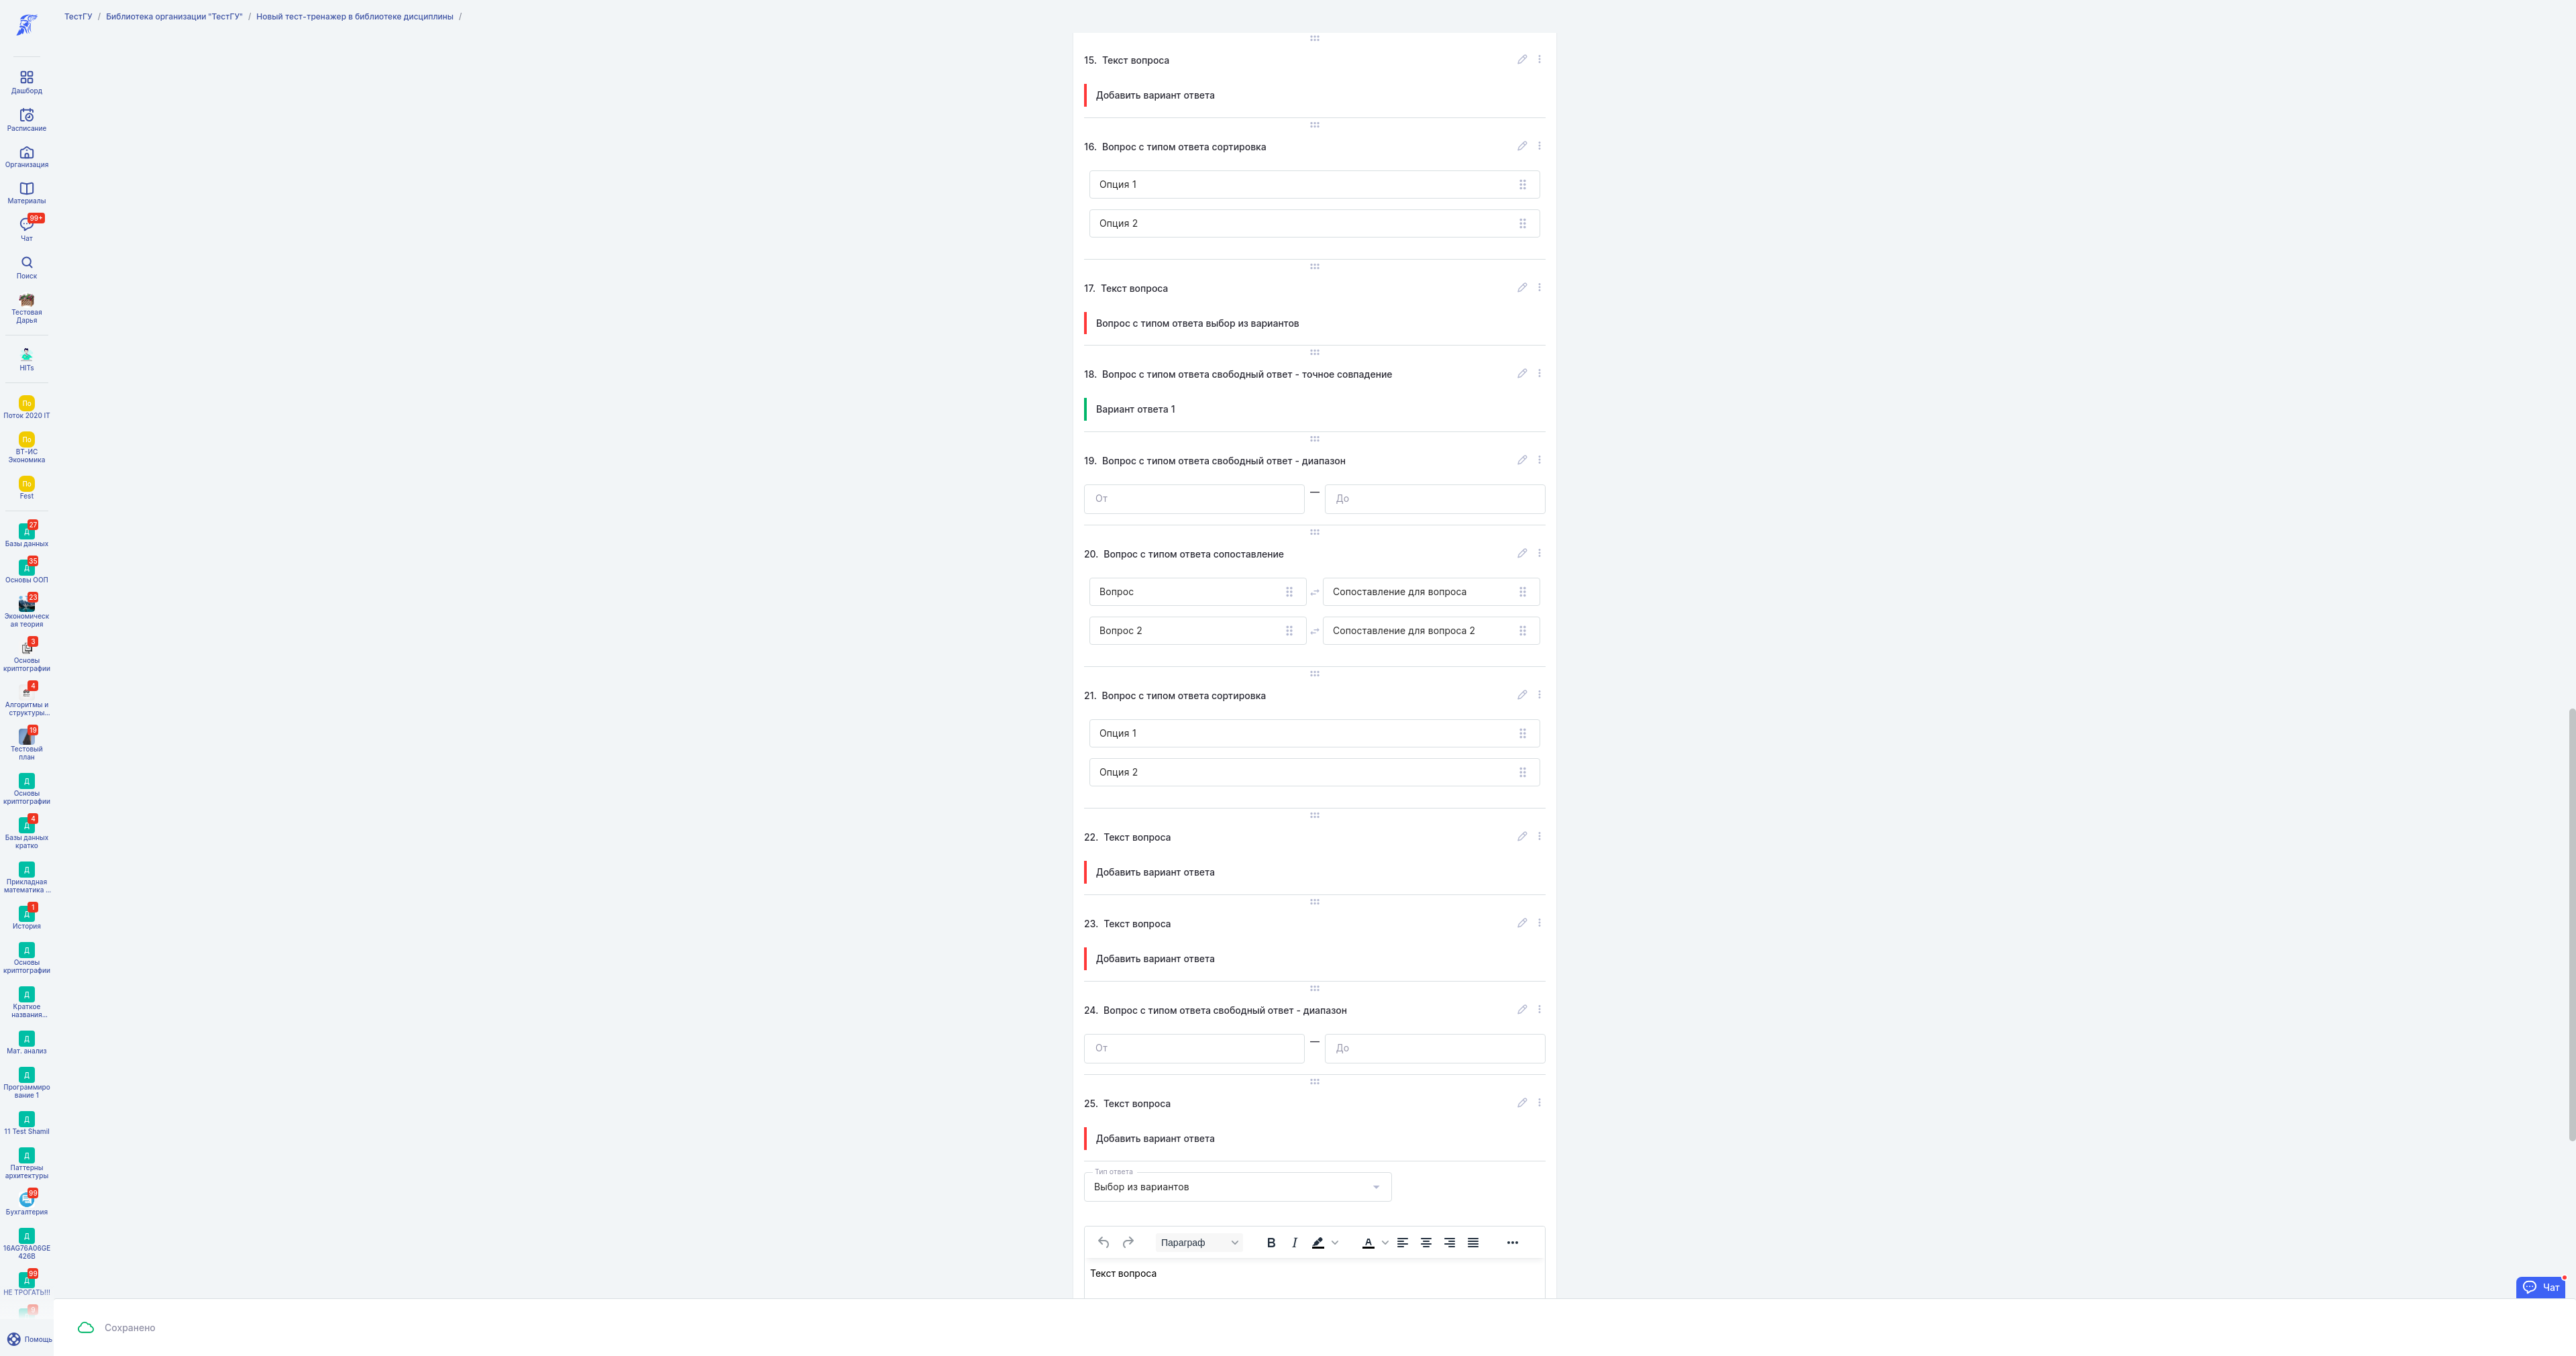 ТестГУ / Библиотека организации "ТестГУ" / Новый тест-тренажер в библиотеке дисциплины /
Дашборд
Расписание
Организация
Материалы
99+
Чат
Поиск
Тестовая
Дарья
HITs
По
Поток 2020 IT
По
ВТ-ИС
Экономика
По
Fest
27
Д
Базы данных
35
Д
Основы ООП
23
Экономическ
ая теория
3
Основы
криптографии
4
Алгоритмы и
структуры...
19
Тестовый
план
Д
Основы
криптографии
4
Д
Базы данных
кратко
Д
Прикладная
математика ...
1
Д
История
Д
Основы
криптографии
Д
Краткое
названия...
Д
Мат. анализ
Д
Программиро
вание 1
Д
11 Test Shamil
Д
Паттерны
архитектуры
99
Бухгалтерия
Д
16AG76A06GE
426B
99
Д
НЕ ТРОГАТЬ!!!
Помощь
15. Текст вопроса
Добавить вариант ответа
16. Вопрос с типом ответа сортировка
Опция 1
Опция 2
17. Текст вопроса
Вопрос с типом ответа выбор из вариантов
18. Вопрос с типом ответа свободный ответ - точное совпадение
Вариант ответа 1
19. Вопрос с типом ответа свободный ответ - диапазон
От — До
20. Вопрос с типом ответа сопоставление
Вопрос Сопоставление для вопроса
Вопрос 2 Сопоставление для вопроса 2
21. Вопрос с типом ответа сортировка
Опция 1
Опция 2
22. Текст вопроса
Добавить вариант ответа
23. Текст вопроса
Добавить вариант ответа
24. Вопрос с типом ответа свободный ответ - диапазон
От — До
25. Текст вопроса
Добавить вариант ответа
Тип ответа
Выбор из вариантов
Параграф B I A
Текст вопроса
Чат
Сохранено